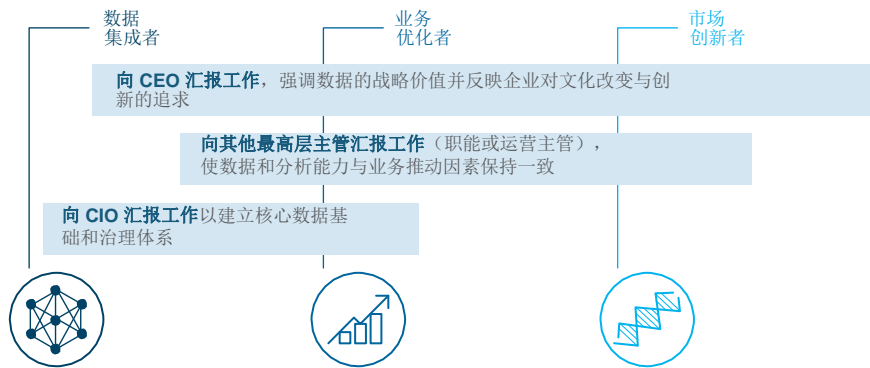 数据
集成者
业务
优化者
市场
创新者
向 CEO 汇报工作，强调数据的战略价值并反映企业对文化改变与创
新的追求
向其他最高层主管汇报工作（职能或运营主管），
使数据和分析能力与业务推动因素保持一致
向 CIO 汇报工作以建立核心数据基
础和治理体系